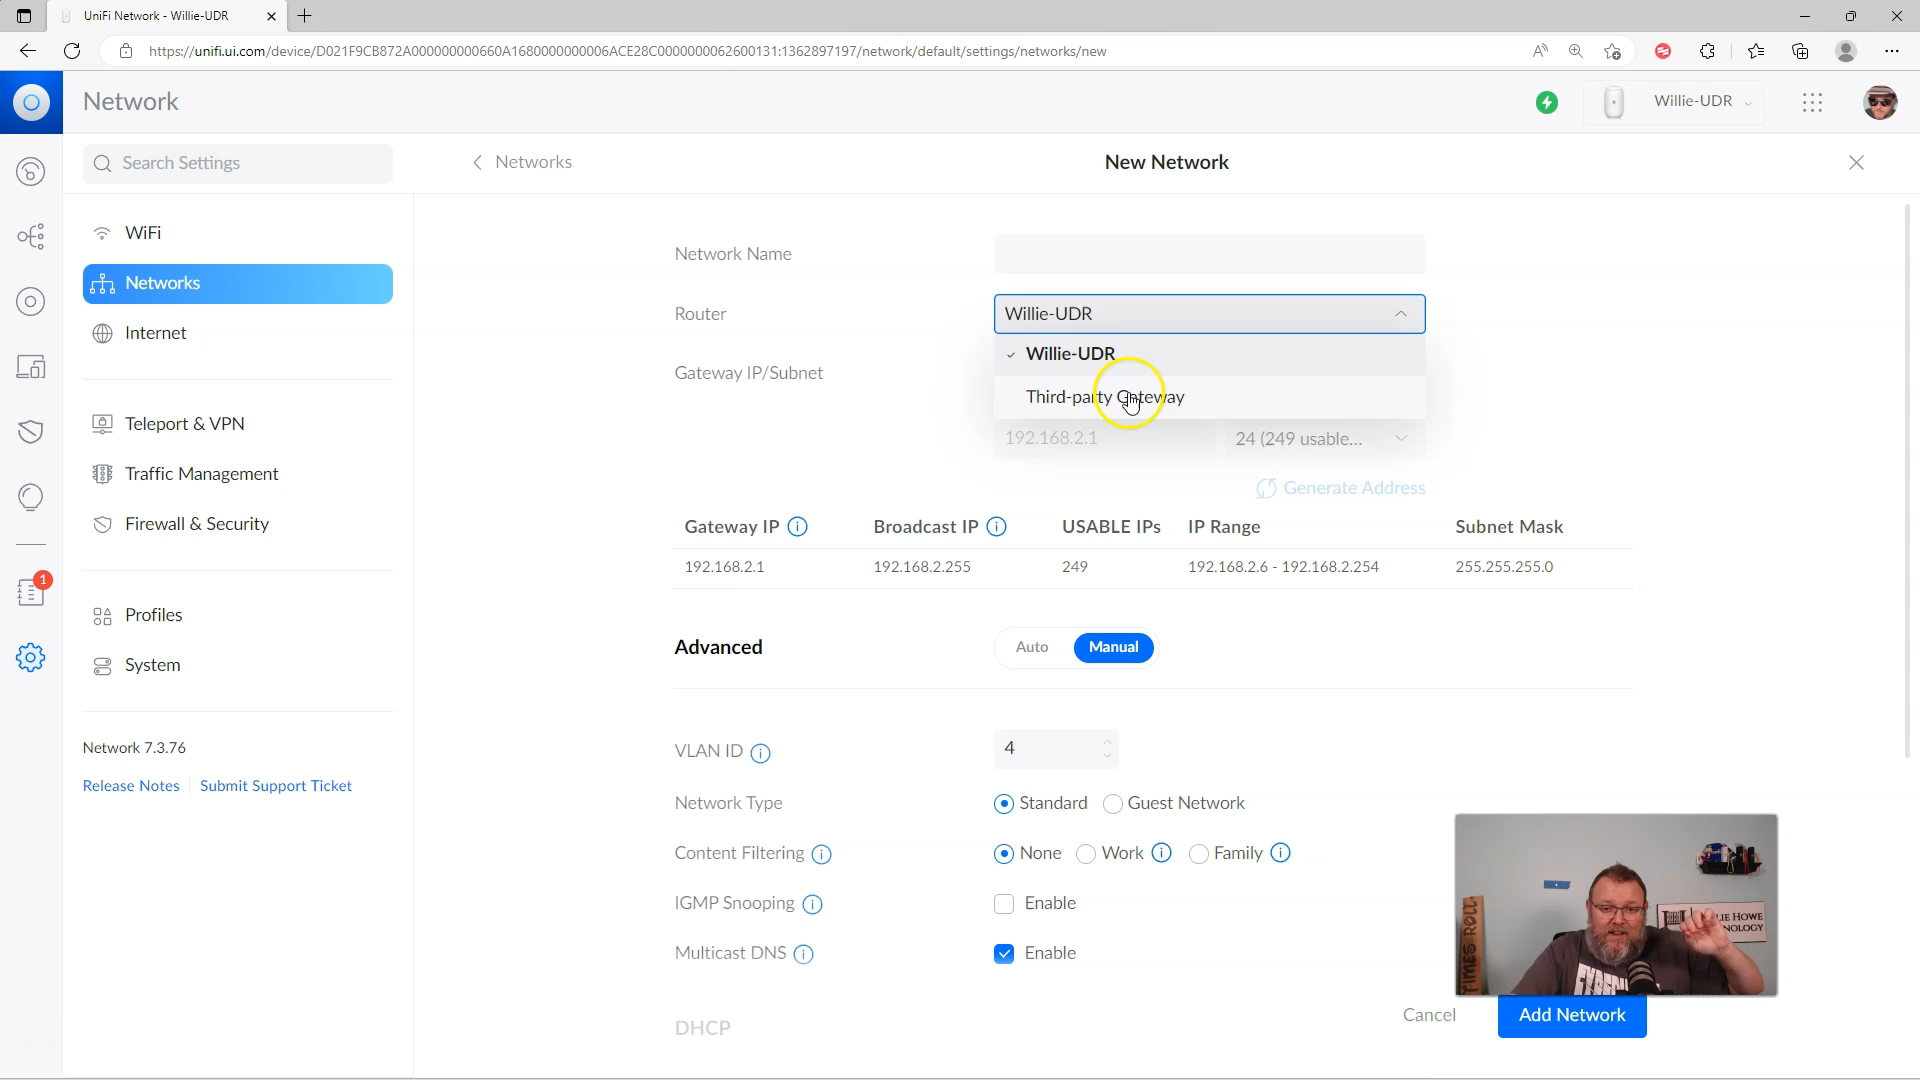 UniFi Network - Willie-UDR
https://unifi.ui.com/device/D021F9CB872A000000000660A1680000000006ACE28C0000000062600131:1362897197/network/default/settings/networks/new
Network
Willie-UDR
Search Settings
Networks
New Network
WiFi
Networks
Internet
Teleport & VPN
Traffic Management
Firewall & Security
1
Profiles
System
Network 7.3.76
Release Notes
Submit Support Ticket
Network Name
Router
Willie-UDR
Willie-UDR
Third-party Gateway
Gateway IP/Subnet
192.168.2.1
24 (249 usable...
Generate Address
Gateway IP Broadcast IP USABLE IPs IP Range Subnet Mask
192.168.2.1 192.168.2.255 249 192.168.2.6 - 192.168.2.254 255.255.255.0
Advanced
Auto Manual
VLAN ID
4
Network Type
Standard Guest Network
Content Filtering
None Work Family
IGMP Snooping
Enable
Multicast DNS
Enable
DHCP
TIMES ROLL
LIE HOWE
NOLOGY
Cancel
Add Network